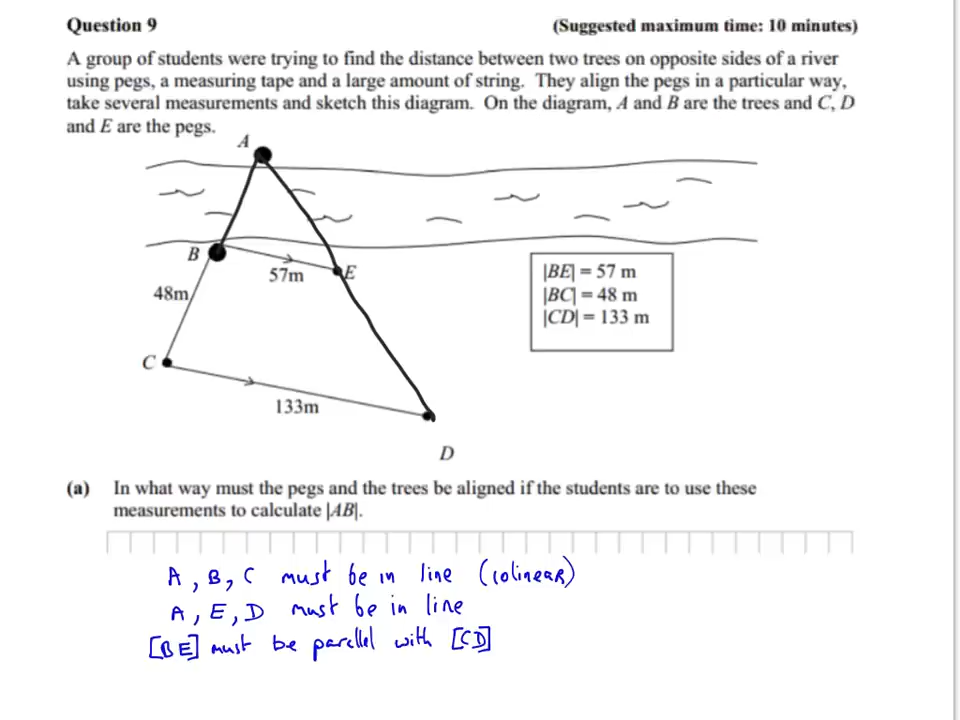 Question 9 (Suggested maximum time: 10 minutes)
A group of students were trying to find the distance between two trees on opposite sides of a river
using pegs, a measuring tape and a large amount of string. They align the pegs in a particular way,
take several measurements and sketch this diagram. On the diagram, A and B are the trees and C, D
and E are the pegs.
A
B
E
57m
48m
|BE| = 57 m
|BC| = 48 m
|CD| = 133 m
C
133m
D
(a) In what way must the pegs and the trees be aligned if the students are to use these
measurements to calculate |AB|.
A, B, C must be in line (colinear)
A, E, D must be in line
[BE] must be parallel with [CD]